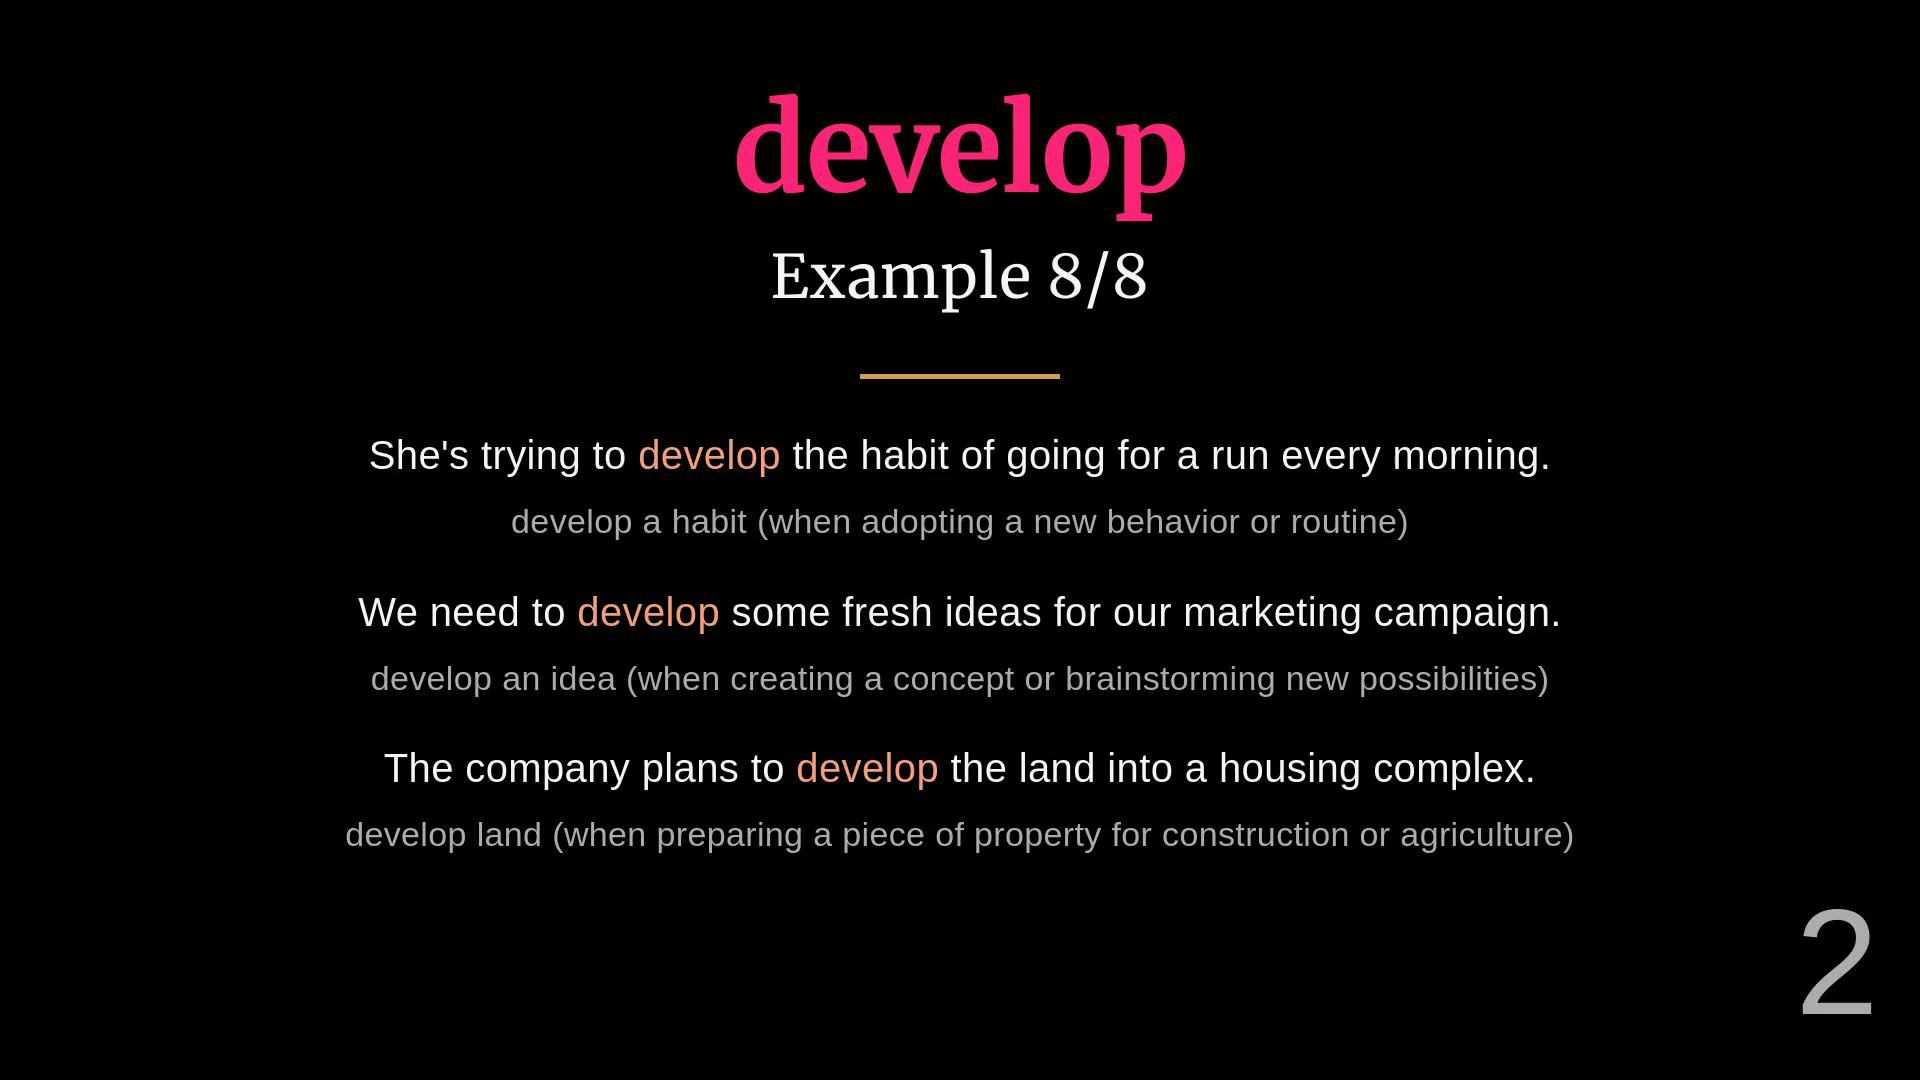 develop
Example 8/8
She's trying to develop the habit of going for a run every morning.
develop a habit (when adopting a new behavior or routine)
We need to develop some fresh ideas for our marketing campaign.
develop an idea (when creating a concept or brainstorming new possibilities)
The company plans to develop the land into a housing complex.
develop land (when preparing a piece of property for construction or agriculture)
2